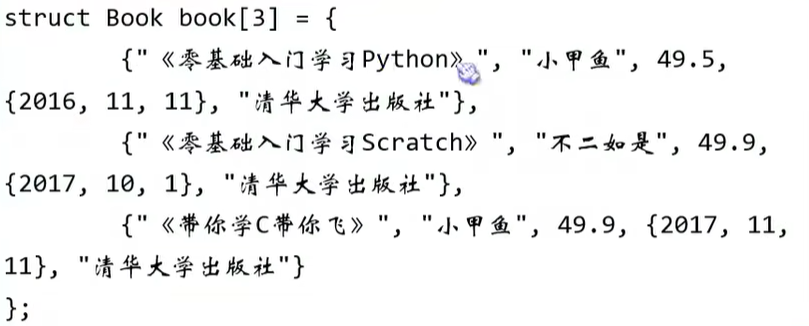 struct Book book[3] = {
        {"《零基础入门学习Python》", "小甲鱼", 49.5,
{2016, 11, 11}, "清华大学出版社"},
        {"《零基础入门学习Scratch》", "不二如是", 49.9,
{2017, 10, 1}, "清华大学出版社"},
        {"《带你学C带你飞》", "小甲鱼", 49.9, {2017, 11,
11}, "清华大学出版社"}
};